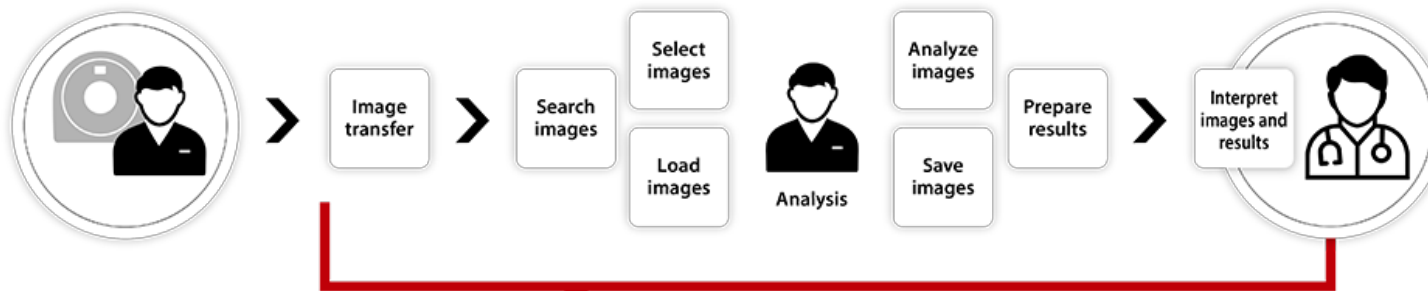 Image
transfer
Search
images
Select
images
Load
images
Analysis
Analyze
images
Save
images
Prepare
results
Interpret
images and
results